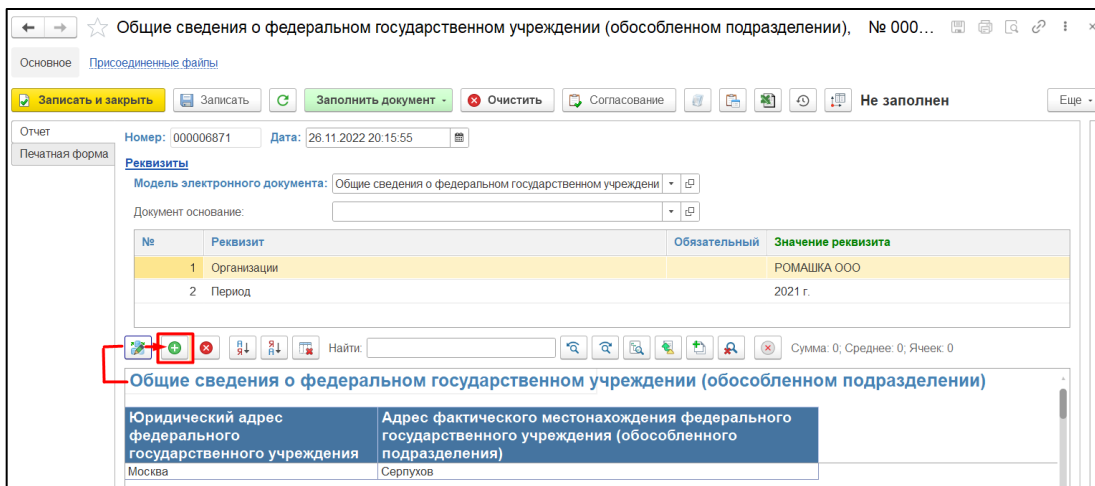 Общие сведения о федеральном государственном учреждении (обособленном подразделении), № 000...
Основное Присоединенные файлы
Записать и закрыть Записать Заполнить документ Очистить Согласование Не заполнен Еще
Отчет
Печатная форма
Номер: 000006871 Дата: 26.11.2022 20:15:55
Реквизиты
Модель электронного документа: Общие сведения о федеральном государственном учреждени
Документ основание:
№ Реквизит Обязательный Значение реквизита
1 Организации РОМАШКА ООО
2 Период 2021 г.
Найти: Сумма: 0; Среднее: 0; Ячеек: 0
Общие сведения о федеральном государственном учреждении (обособленном подразделении)
Юридический адрес
федерального
государственного учреждения
Адрес фактического местонахождения федерального
государственного учреждения (обособленного
подразделения)
Москва Серпухов